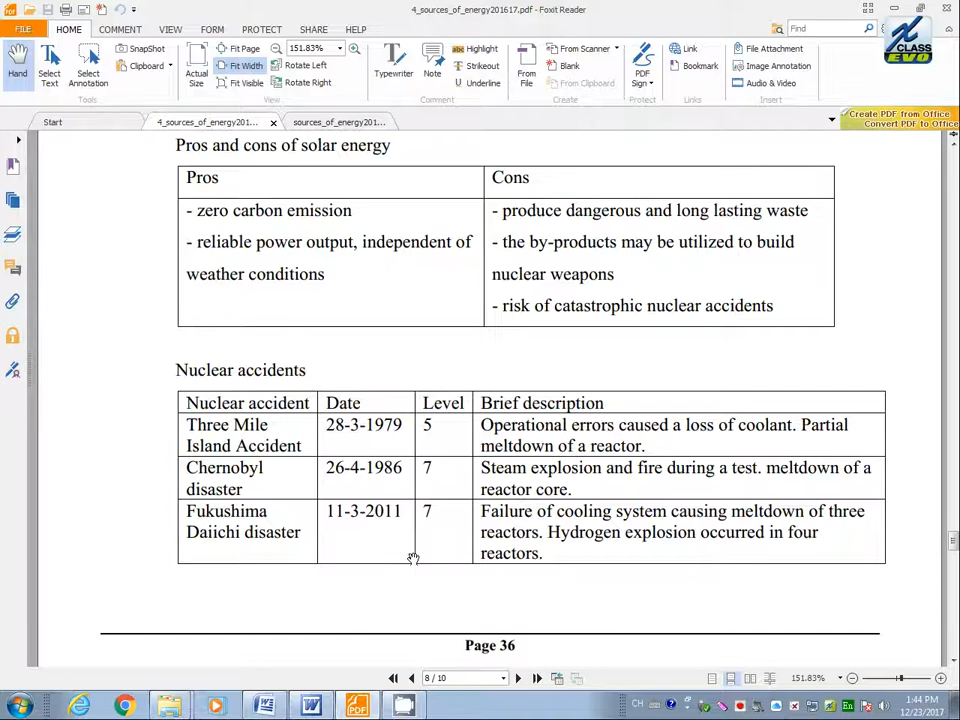 4_sources_of_energy201617.pdf - Foxit Reader
FILE HOME COMMENT VIEW FORM PROTECT SHARE HELP
Find
Hand
Select Text
Select Annotation
SnapShot
Clipboard
Tools
Actual Size
Fit Page
Fit Width
Fit Visible
151.83%
Rotate Left
Rotate Right
View
Typewriter
Note
Highlight
Strikeout
Underline
Comment
From File
From Scanner
Blank
From Clipboard
Create
PDF Sign
Protect
Link
Bookmark
Links
File Attachment
Image Annotation
Audio & Video
Insert
CLASS
EVO
Start
4_sources_of_energy201...
sources_of_energy201...
Create PDF from Office
Convert PDF to Office
Pros and cons of solar energy
Pros Cons
- zero carbon emission
- reliable power output, independent of
weather conditions
- produce dangerous and long lasting waste
- the by-products may be utilized to build
nuclear weapons
- risk of catastrophic nuclear accidents
Nuclear accidents
Nuclear accident Date Level Brief description
Three Mile
Island Accident
28-3-1979
5
Operational errors caused a loss of coolant. Partial
meltdown of a reactor.
Chernobyl
disaster
26-4-1986
7
Steam explosion and fire during a test. meltdown of a
reactor core.
Fukushima
Daiichi disaster
11-3-2011
7
Failure of cooling system causing meltdown of three
reactors. Hydrogen explosion occurred in four
reactors.
Page 36
8 / 10
151.83%
CH
En
1:44 PM
12/23/2017